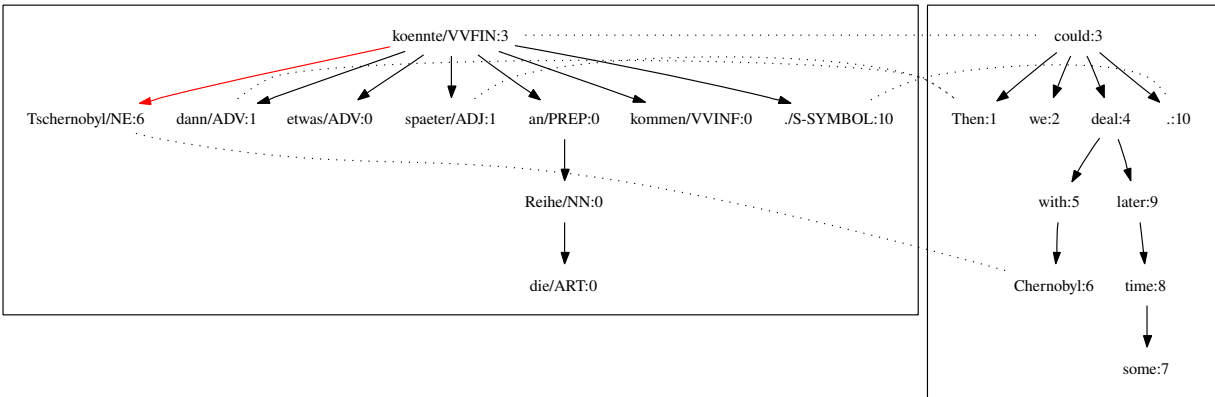 koennte/VVFIN:3 could:3
Tschernobyl/NE:6 dann/ADV:1 etwas/ADV:0 spaeter/ADJ:1 an/PREP:0 kommen/VVINF:0 ./S-SYMBOL:10 Then:1 we:2 deal:4 .:10
Reihe/NN:0 with:5 later:9
die/ART:0 Chernobyl:6 time:8
some:7